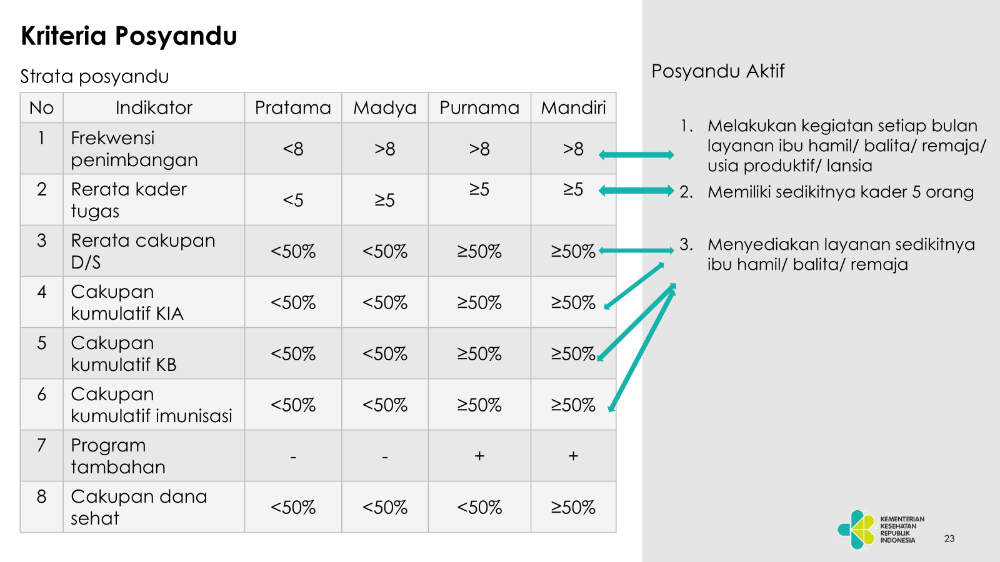 Kriteria Posyandu
Strata posyandu
No Indikator Pratama Madya Purnama Mandiri
1 Frekwensi
penimbangan <8 >8 >8 >8
2 Rerata kader
tugas <5 ≥5 ≥5 ≥5
3 Rerata cakupan
D/S <50% <50% ≥50% ≥50%
4 Cakupan
kumulatif KIA <50% <50% ≥50% ≥50%
5 Cakupan
kumulatif KB <50% <50% ≥50% ≥50%
6 Cakupan
kumulatif imunisasi <50% <50% ≥50% ≥50%
7 Program
tambahan - - + +
8 Cakupan dana
sehat <50% <50% <50% ≥50%
Posyandu Aktif
1. Melakukan kegiatan setiap bulan
layanan ibu hamil/ balita/ remaja/
usia produktif/ lansia
2. Memiliki sedikitnya kader 5 orang
3. Menyediakan layanan sedikitnya
ibu hamil/ balita/ remaja
KEMENTERIAN
KESEHATAN
REPUBLIK
INDONESIA
23